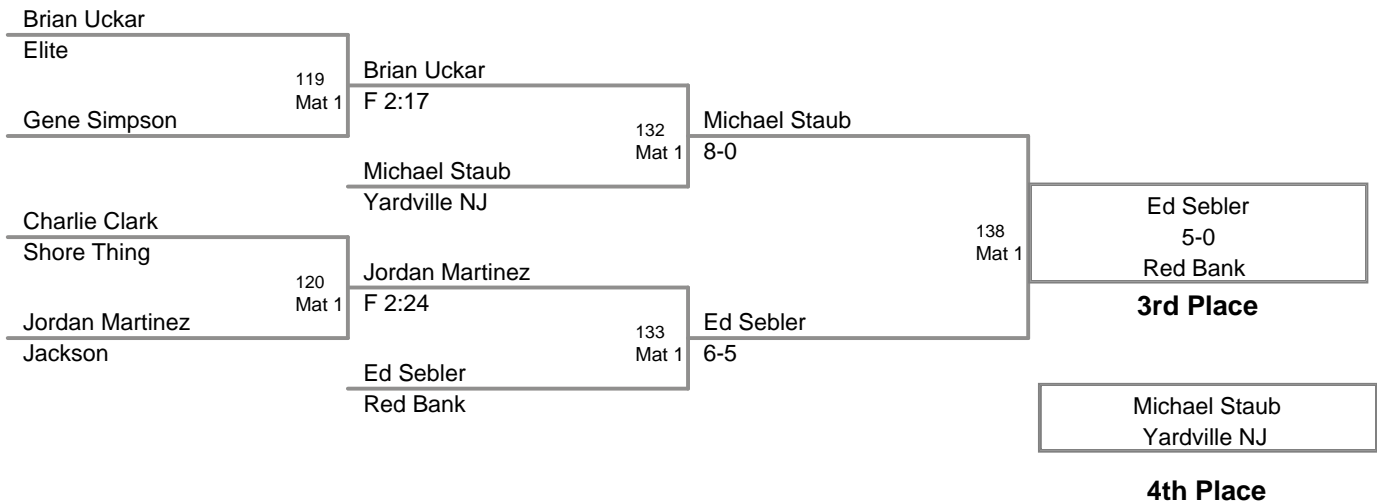 Brian Uckar
Elite
119
Mat 1
Gene Simpson
Brian Uckar
F 2:17
132
Mat 1
Michael Staub
Yardville NJ
Michael Staub
8-0
Charlie Clark
Shore Thing
120
Mat 1
Jordan Martinez
Jackson
Jordan Martinez
F 2:24
133
Mat 1
Ed Sebler
Red Bank
Ed Sebler
6-5
138
Mat 1
Ed Sebler
5-0
Red Bank
3rd Place
Michael Staub
Yardville NJ
4th Place